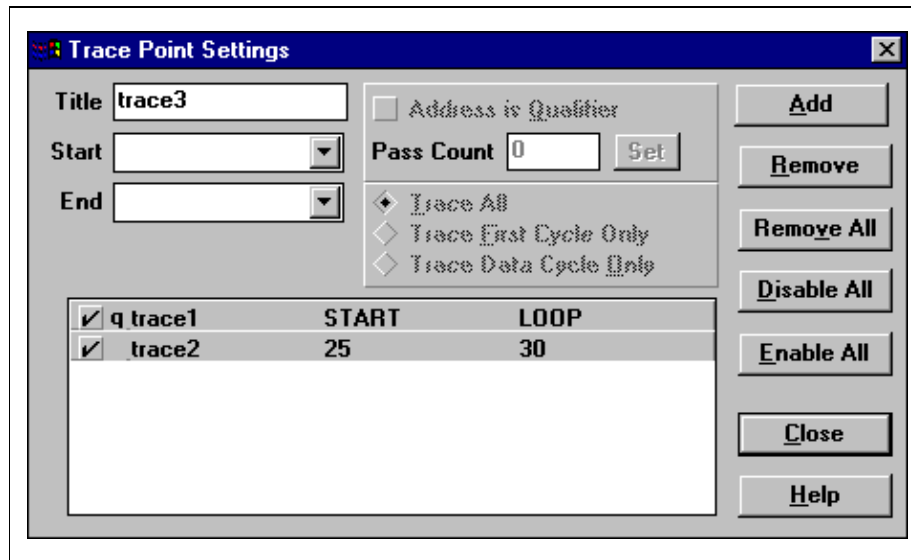 Trace Point Settings
Title trace3
Start
End
Address is Qualifier
Pass Count 0 Set
Trace All
Trace First Cycle Only
Trace Data Cycle Only
q trace1 START LOOP
trace2 25 30
Add
Remove
Remove All
Disable All
Enable All
Close
Help